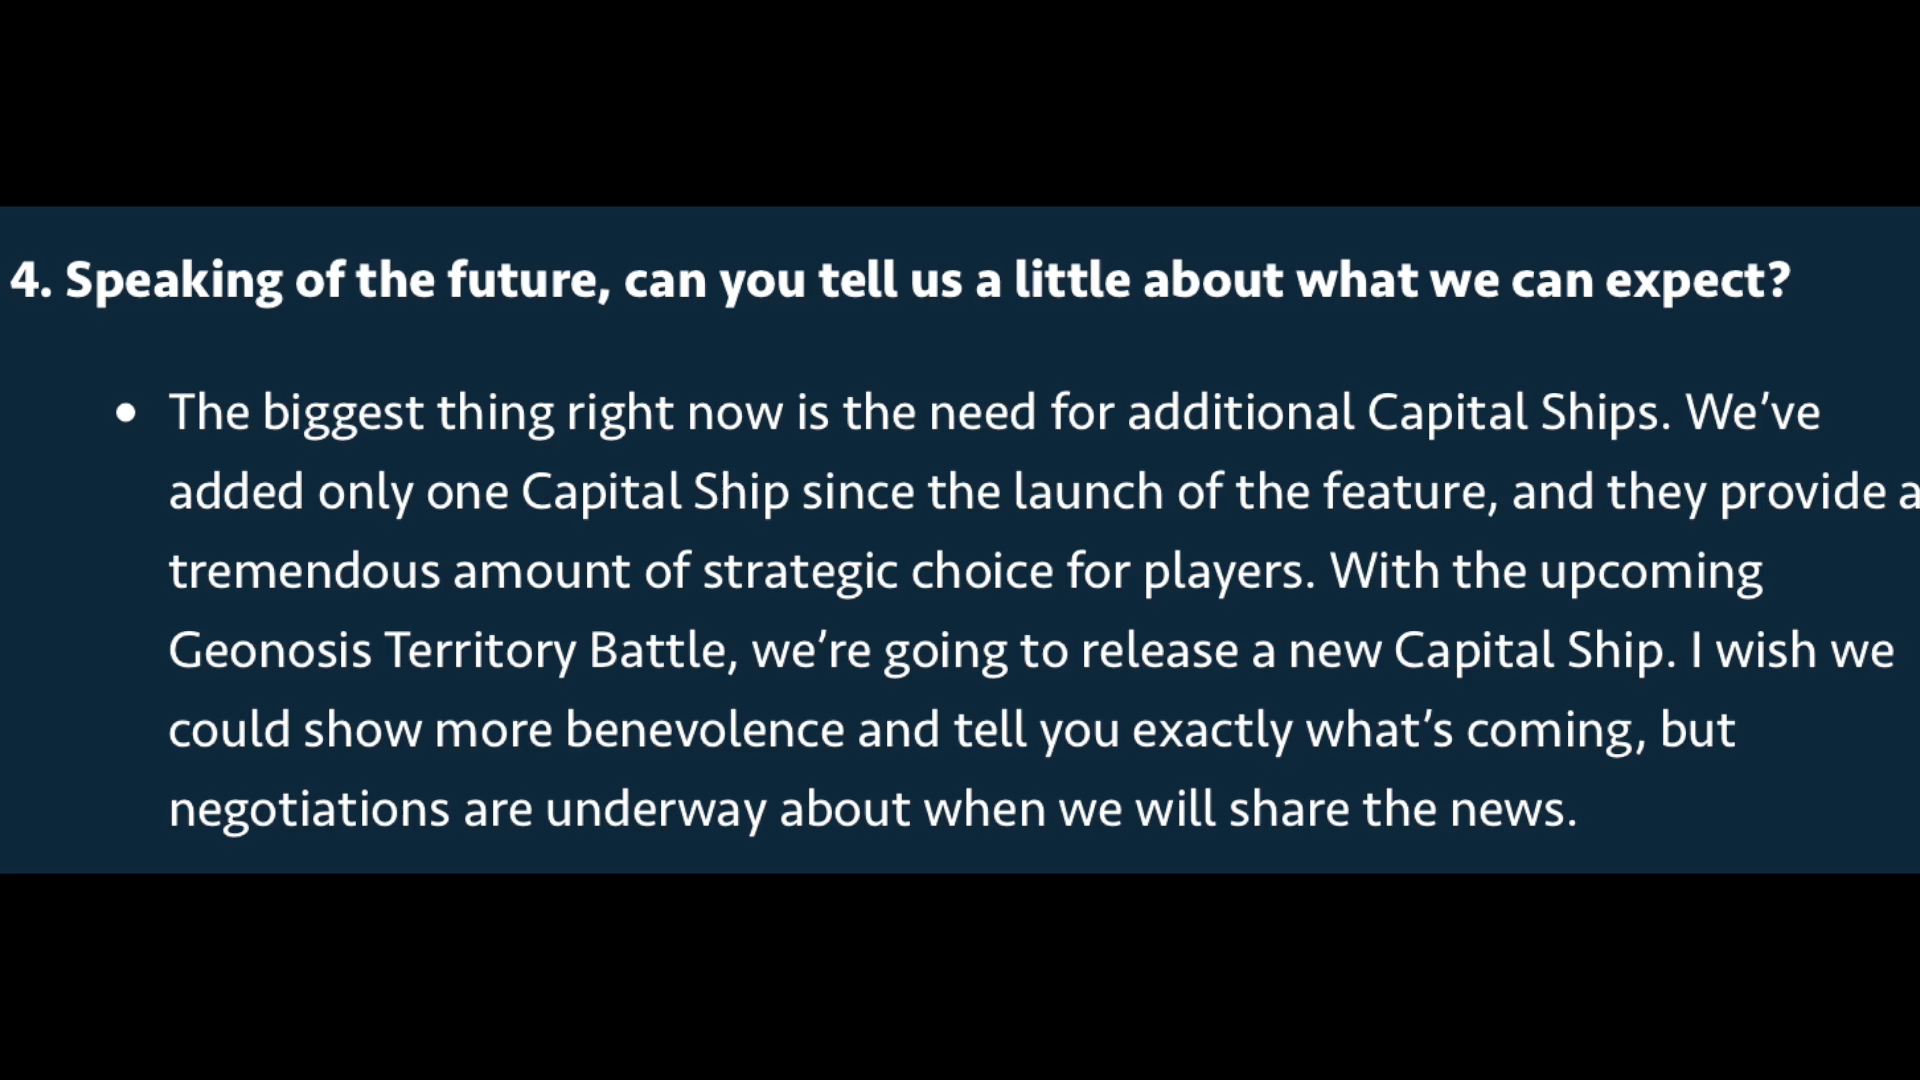 4. Speaking of the future, can you tell us a little about what we can expect?
• The biggest thing right now is the need for additional Capital Ships. We’ve
added only one Capital Ship since the launch of the feature, and they provide a
tremendous amount of strategic choice for players. With the upcoming
Geonosis Territory Battle, we’re going to release a new Capital Ship. I wish we
could show more benevolence and tell you exactly what’s coming, but
negotiations are underway about when we will share the news.